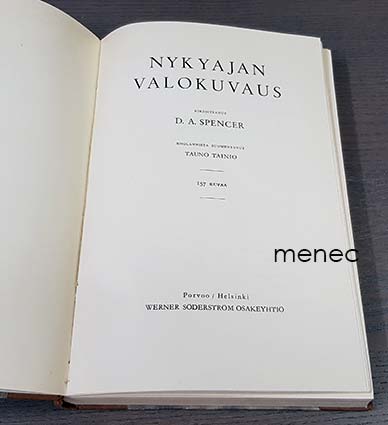 NYKYAJAN
VALOKUVAUS
KIRJOITTANUT
D. A. SPENCER
ENGLANNISTA SUOMENTANUT
TAUNO TAINIO
157 KUVAA
menec
Porvoo / Helsinki
WERNER SÖDERSTRÖM OSAKEYHTIÖ